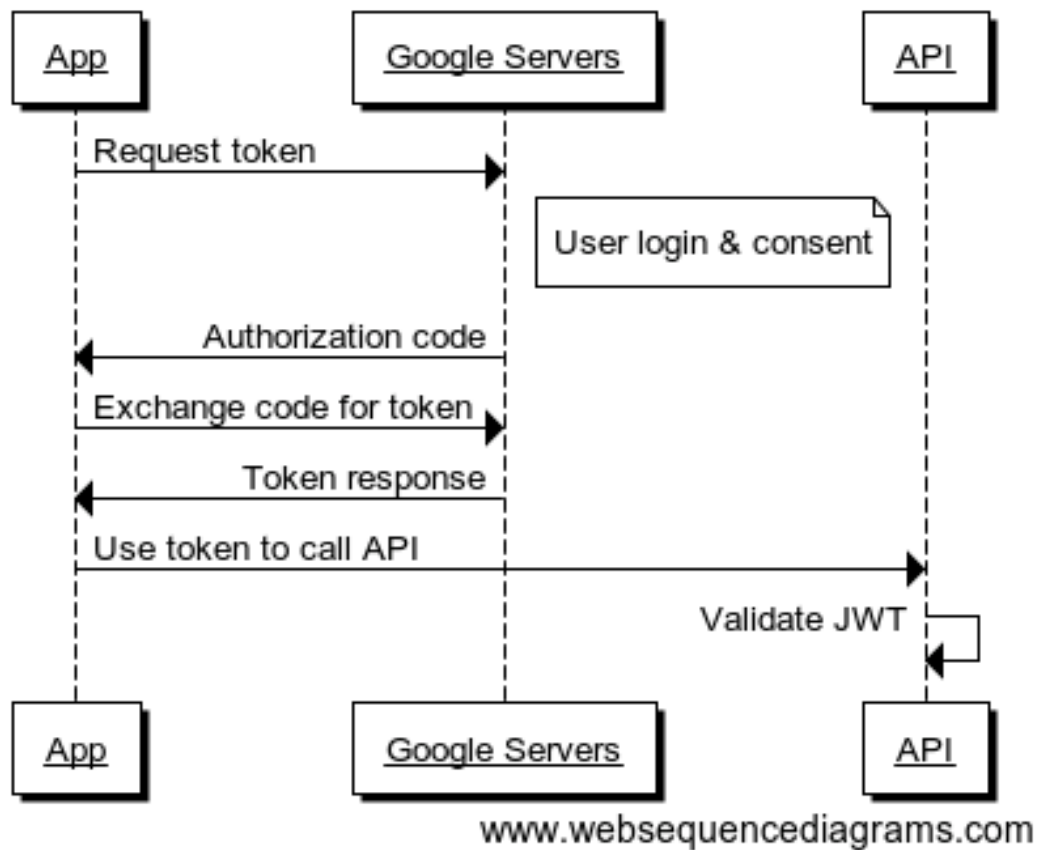 App
Google Servers
API
Request token
User login & consent
Authorization code
Exchange code for token
Token response
Use token to call API
Validate JWT
App
Google Servers
API
www.websequencediagrams.com